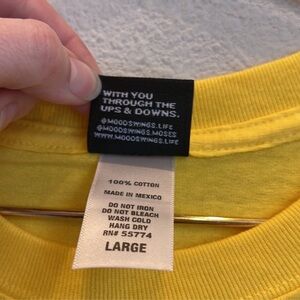 WITH YOU
THROUGH THE
UPS & DOWNS.
@MOODSWINGS.LIFE
@MOODSWINGS.MOSES
WWW.MOODSWINGS.LIFE
100% COTTON
MADE IN MEXICO
DO NOT IRON
DO NOT BLEACH
WASH COLD
HANG DRY
RN# 55774
LARGE